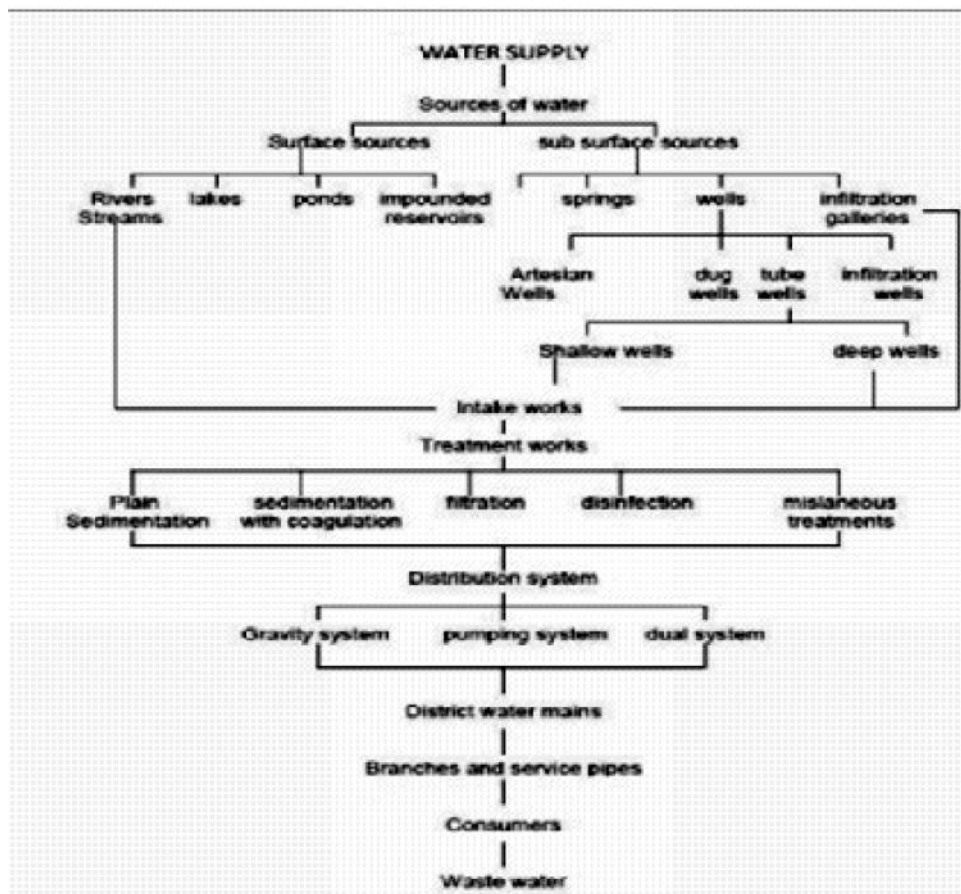 WATER SUPPLY
Sources of water
Surface sources
sub surface sources
Rivers
Streams
lakes
ponds
impounded
reservoirs
springs
wells
infiltration
galleries
Artesian
Wells
dug
wells
tube
wells
infiltration
wells
Shallow wells
deep wells
Intake works
Treatment works
Plain
Sedimentation
sedimentation
with coagulation
filtration
disinfection
mislaneous
treatments
Distribution system
Gravity system
pumping system
dual system
District water mains
Branches and service pipes
Consumers
Waste water